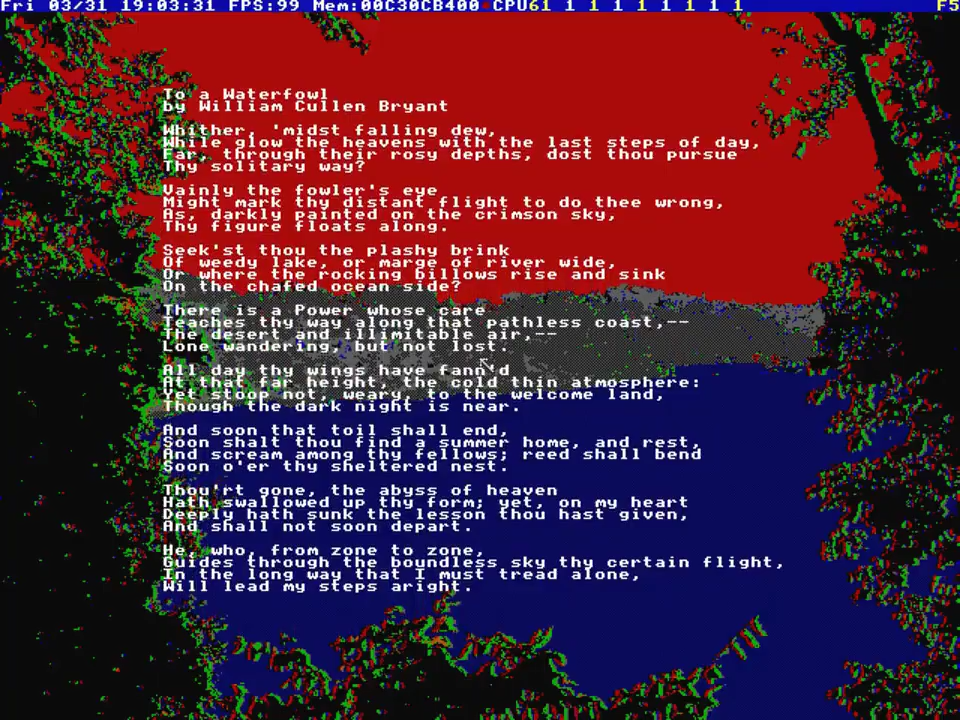 Fri 03/31 19:03:31 FPS:99 Mem:00C30CB400 CPU61 1 1 1 1 1 1 1 F5
To a Waterfowl
by William Cullen Bryant
Whither, 'midst falling dew,
While glow the heavens with the last steps of day,
Far, through their rosy depths, dost thou pursue
Thy solitary way?
Vainly the fowler's eye
Might mark thy distant flight to do thee wrong,
As, darkly painted on the crimson sky,
Thy figure floats along.
Seek'st thou the plashy brink
Of weedy lake, or marge of river wide,
Or where the rocking billows rise and sink
On the chafed ocean side?
There is a Power whose care
Teaches thy way along that pathless coast,--
The desert and illimitable air,--
Lone wandering, but not lost.
All day thy wings have fann'd
At that far height, the cold thin atmosphere:
Yet stoop not, weary, to the welcome land,
Though the dark night is near.
And soon that toil shall end,
Soon shalt thou find a summer home, and rest,
And scream among thy fellows; reed shall bend
Soon o'er thy sheltered nest.
Thou'rt gone, the abyss of heaven
Hath swallowed up thy form; yet, on my heart
Deeply hath sunk the lesson thou hast given,
And shall not soon depart.
He, who, from zone to zone,
Guides through the boundless sky thy certain flight,
In the long way that I must tread alone,
Will lead my steps aright.